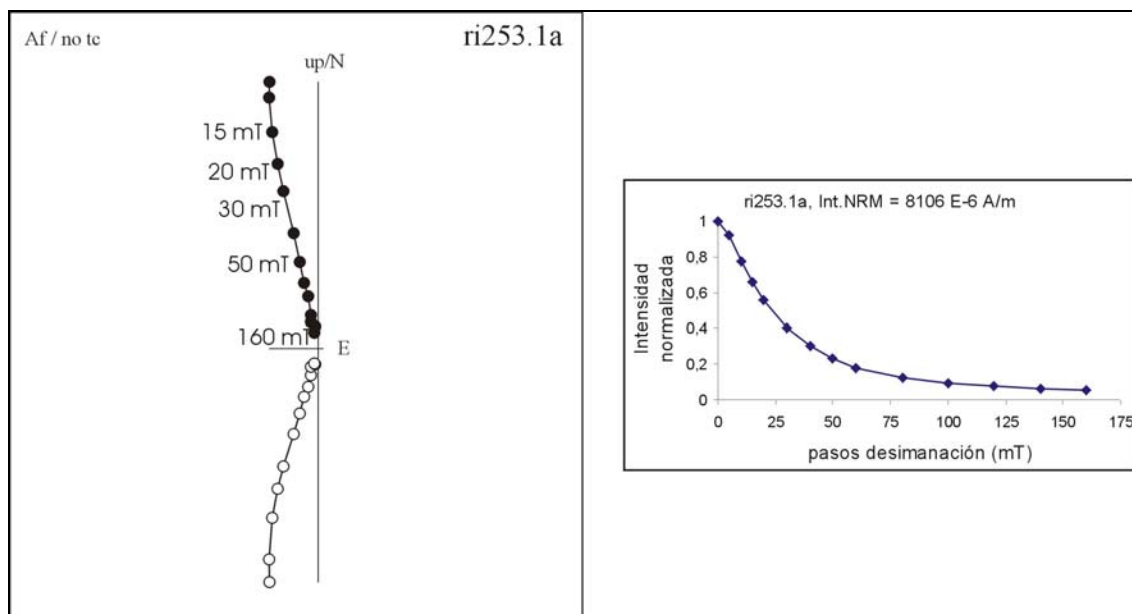 Af / no tc
ri253.1a
up/N
15 mT
20 mT
30 mT
50 mT
160 mT
E
ri253.1a, Int.NRM = 8106 E-6 A/m
Intensidad
normalizada
1
0,8
0,6
0,4
0,2
0
0 25 50 75 100 125 150 175
pasos desimanación (mT)